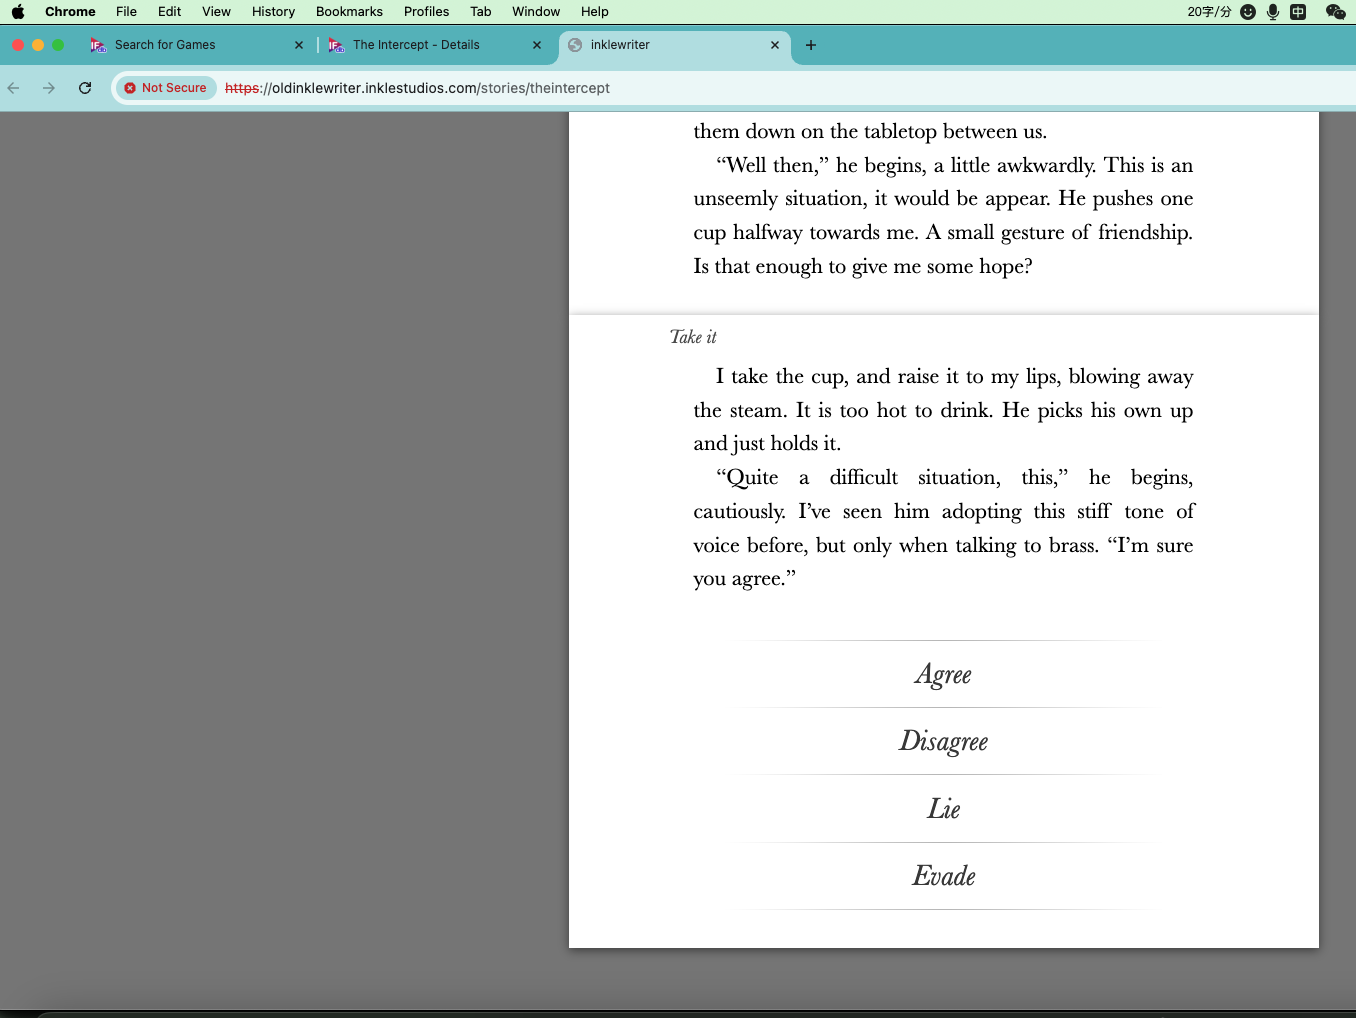 Chrome File Edit View History Bookmarks Profiles Tab Window Help 20字/分 中
Search for Games The Intercept - Details inklewriter
Not Secure https://oldinklewriter.inklestudios.com/stories/theintercept
them down on the tabletop between us.
“Well then,” he begins, a little awkwardly. This is an
unseemly situation, it would be appear. He pushes one
cup halfway towards me. A small gesture of friendship.
Is that enough to give me some hope?
Take it
I take the cup, and raise it to my lips, blowing away
the steam. It is too hot to drink. He picks his own up
and just holds it.
“Quite a difficult situation, this,” he begins,
cautiously. I’ve seen him adopting this stiff tone of
voice before, but only when talking to brass. “I’m sure
you agree.”
Agree
Disagree
Lie
Evade